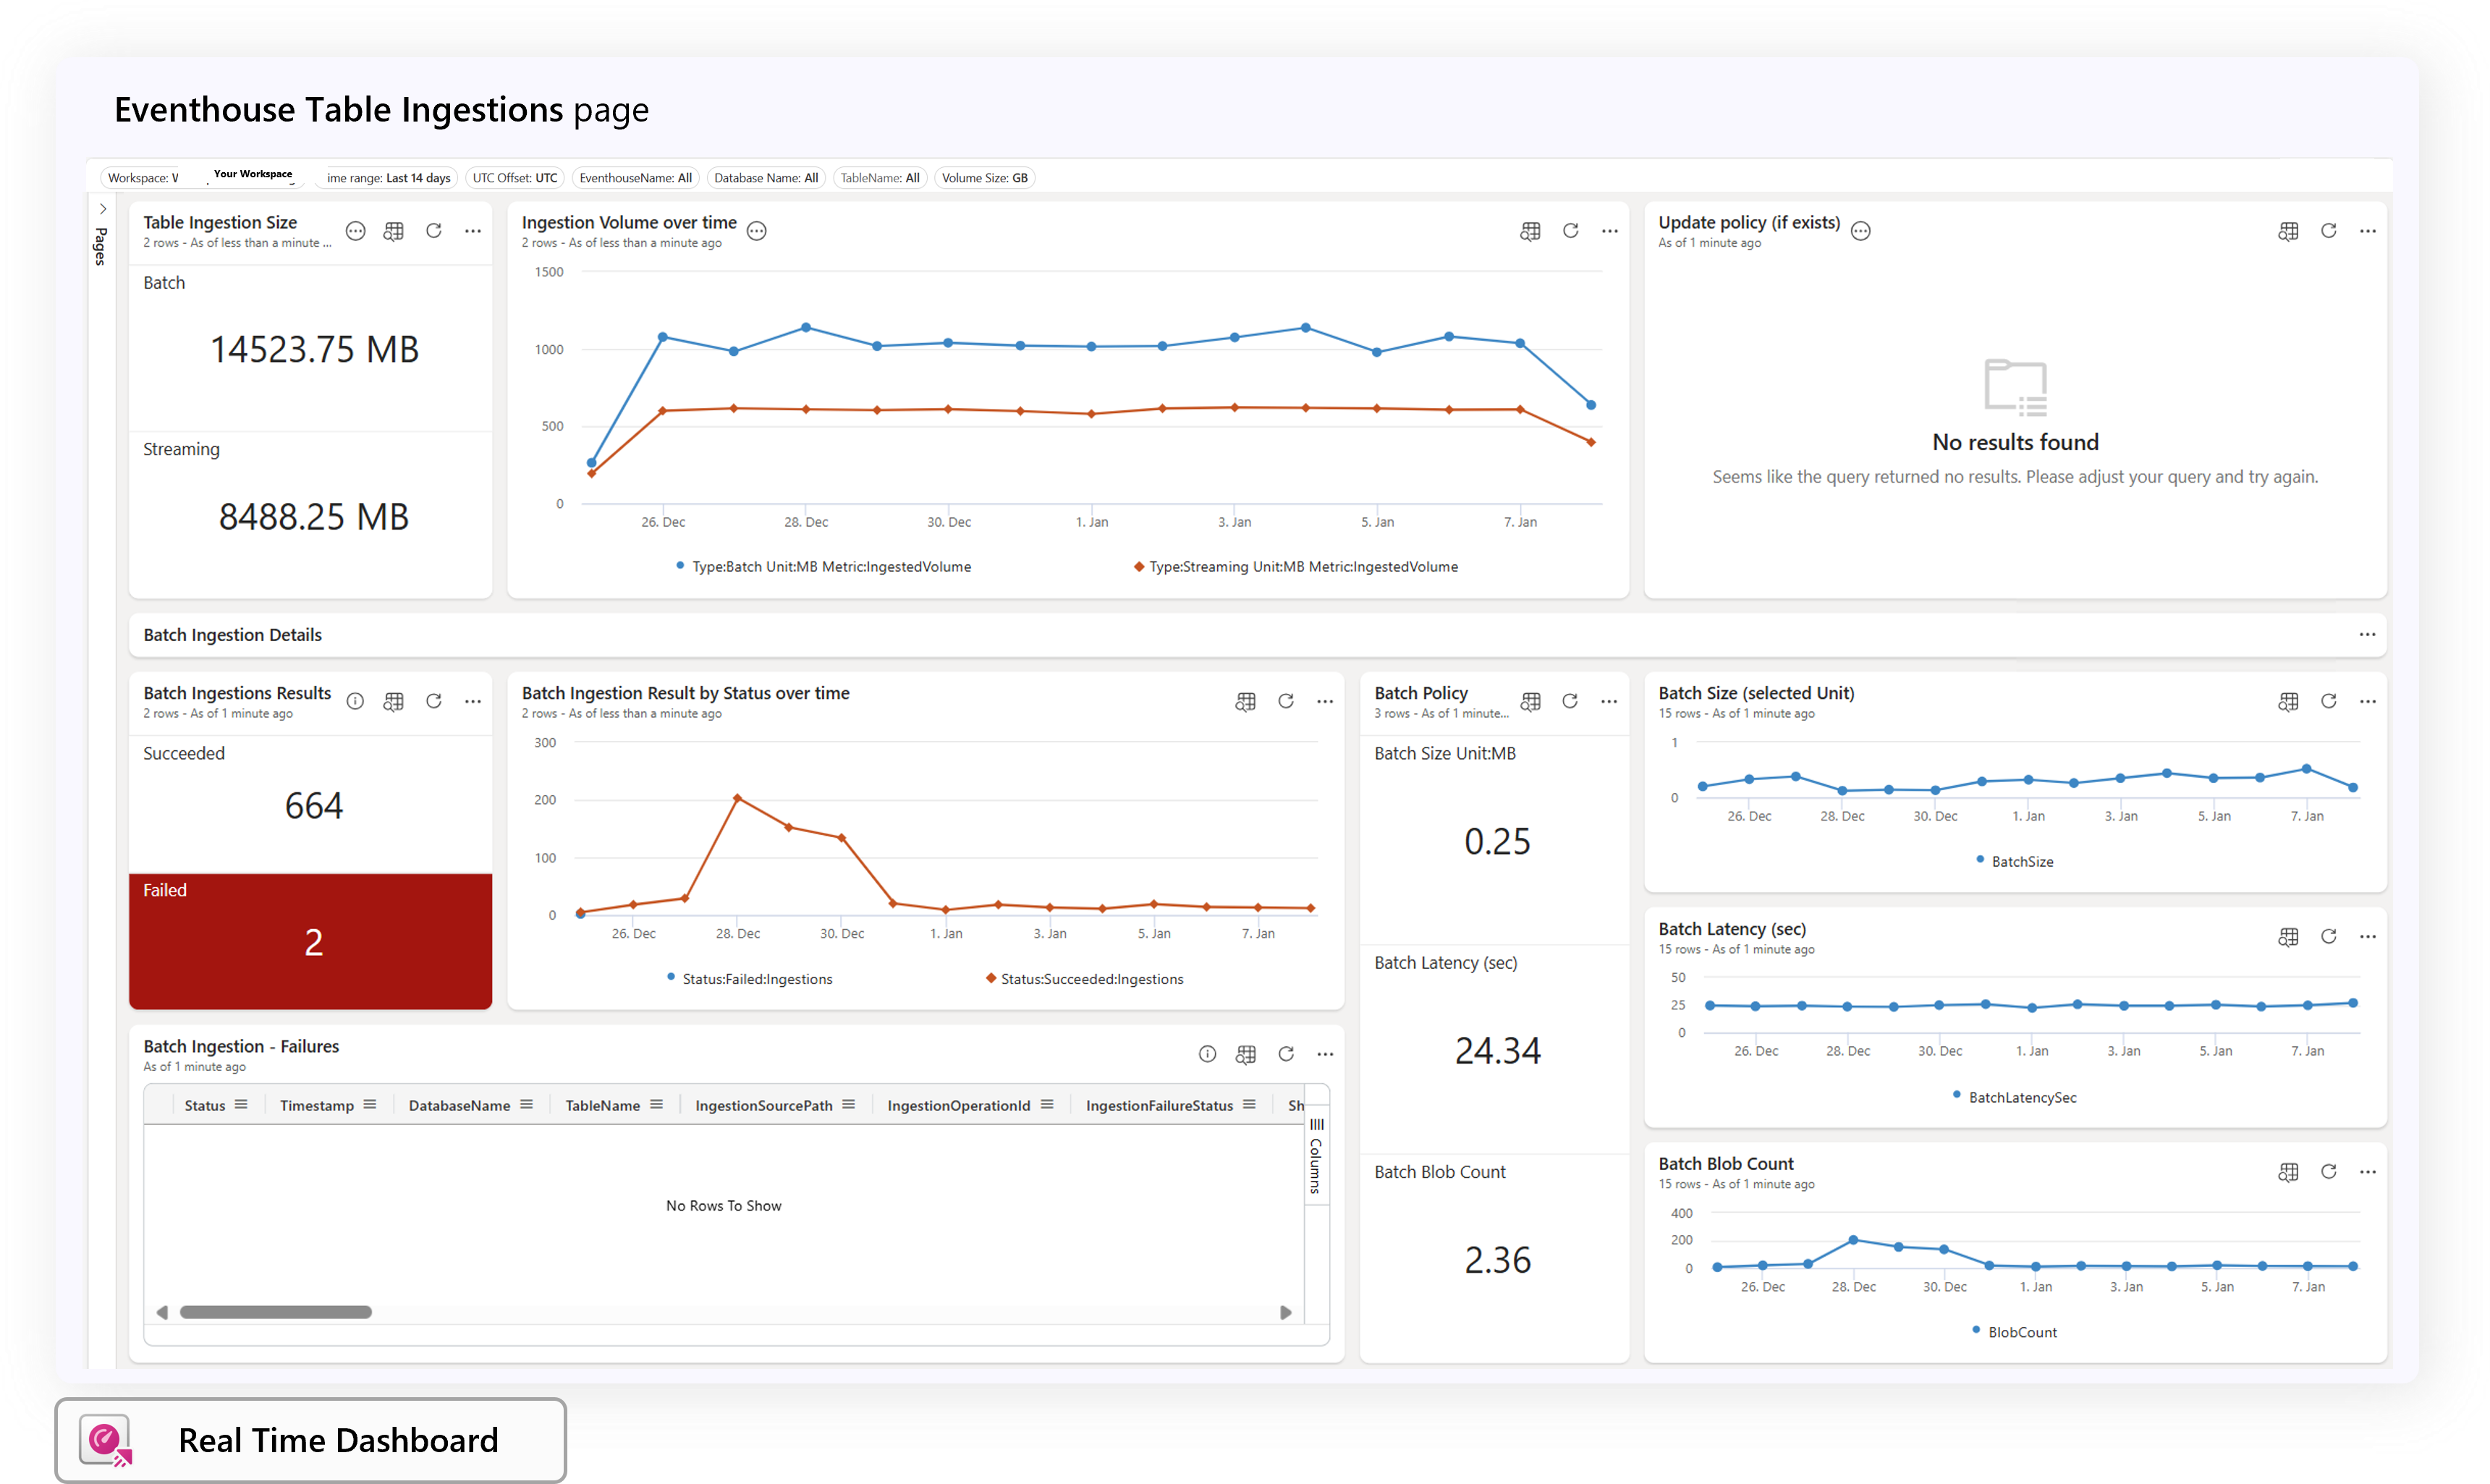 Eventhouse Table Ingestions page
Workspace: W
Your Workspace
ime range: Last 14 days
UTC Offset: UTC
EventhouseName: All
Database Name: All
TableName: All
Volume Size: GB
Pages
Table Ingestion Size
2 rows - As of less than a minute ...
Batch
14523.75 MB
Streaming
8488.25 MB
Ingestion Volume over time
2 rows - As of less than a minute ago
1500
1000
500
0
26. Dec
28. Dec
30. Dec
1. Jan
3. Jan
5. Jan
7. Jan
Type:Batch Unit:MB Metric:IngestedVolume
Type:Streaming Unit:MB Metric:IngestedVolume
Update policy (if exists)
As of 1 minute ago
No results found
Seems like the query returned no results. Please adjust your query and try again.
Batch Ingestion Details
Batch Ingestions Results
2 rows - As of 1 minute ago
Succeeded
664
Failed
2
Batch Ingestion Result by Status over time
2 rows - As of less than a minute ago
300
200
100
0
26. Dec
28. Dec
30. Dec
1. Jan
3. Jan
5. Jan
7. Jan
Status:Failed:Ingestions
Status:Succeeded:Ingestions
Batch Ingestion - Failures
As of 1 minute ago
Status
Timestamp
DatabaseName
TableName
IngestionSourcePath
IngestionOperationId
IngestionFailureStatus
Sh
Columns
No Rows To Show
Batch Policy
3 rows - As of 1 minute...
Batch Size Unit:MB
0.25
Batch Latency (sec)
24.34
Batch Blob Count
2.36
Batch Size (selected Unit)
15 rows - As of 1 minute ago
1
0
26. Dec
28. Dec
30. Dec
1. Jan
3. Jan
5. Jan
7. Jan
BatchSize
Batch Latency (sec)
15 rows - As of 1 minute ago
50
25
0
26. Dec
28. Dec
30. Dec
1. Jan
3. Jan
5. Jan
7. Jan
BatchLatencySec
Batch Blob Count
15 rows - As of 1 minute ago
400
200
0
26. Dec
28. Dec
30. Dec
1. Jan
3. Jan
5. Jan
7. Jan
BlobCount
Real Time Dashboard